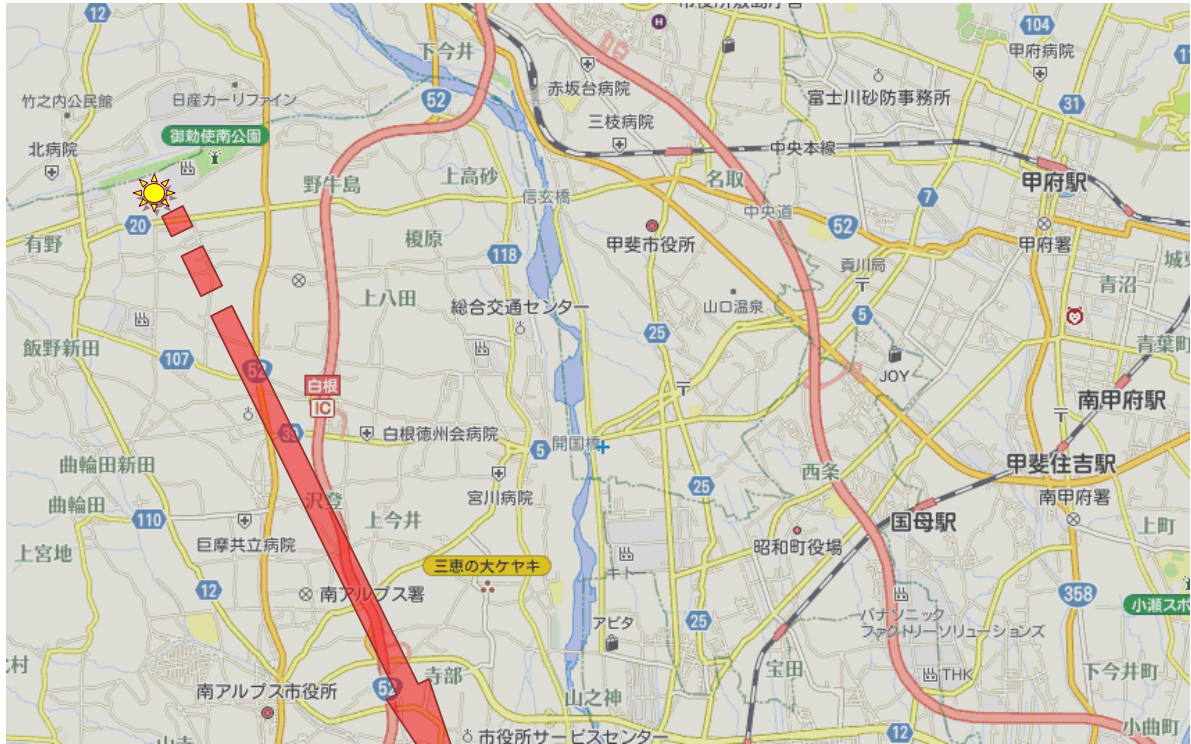 12
52
下今井
赤坂台病院
三枝病院
104
甲府病院
富士川砂防事務所
31
竹之内公民館
日産カーリファイン
御勅使南公園
北病院
中央本線
甲府駅
野牛島
上高砂
信玄橋
名取
中央道
7
52
甲府署
20
有野
榎原
118
甲斐市役所
貢川局
城東
青沼
上八田
総合交通センター
山口温泉
5
25
青葉町
飯野新田
107
52
JOY
白根
IC
南甲府駅
39
白根徳州会病院
5
開国橋
甲斐住吉駅
曲輪田新田
西条
宮川病院
25
南甲府署
曲輪田
沢登
上今井
110
国母駅
上町
上宮地
巨摩共立病院
昭和町役場
三恵の大ケヤキ
キトー
12
南アルプス署
358
小瀬スポ
アピタ
25
パナソニック
ファクトリーソリューションズ
宝田
下今井町
寺部
THK
52
南アルプス市役所
山之神
小曲町
市役所サービスセンター
12